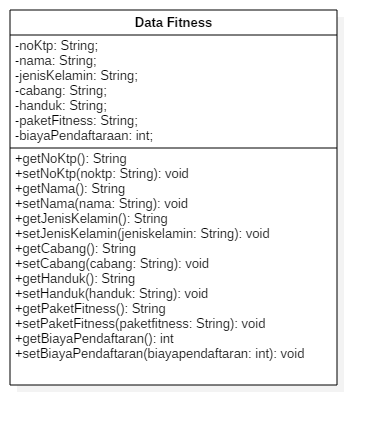 Data Fitness
-noKtp: String;
-nama: String;
-jenisKelamin: String;
-cabang: String;
-handuk: String;
-paketFitness: String;
-biayaPendaftaraan: int;
+getNoKtp(): String
+setNoKtp(noktp: String): void
+getNama(): String
+setNama(nama: String): void
+getJenisKelamin(): String
+setJenisKelamin(jeniskelamin: String): void
+getCabang(): String
+setCabang(cabang: String): void
+getHanduk(): String
+setHanduk(handuk: String): void
+getPaketFitness(): String
+setPaketFitness(paketfitness: String): void
+getBiayaPendaftaran(): int
+setBiayaPendaftaran(biayapendaftaran: int): void